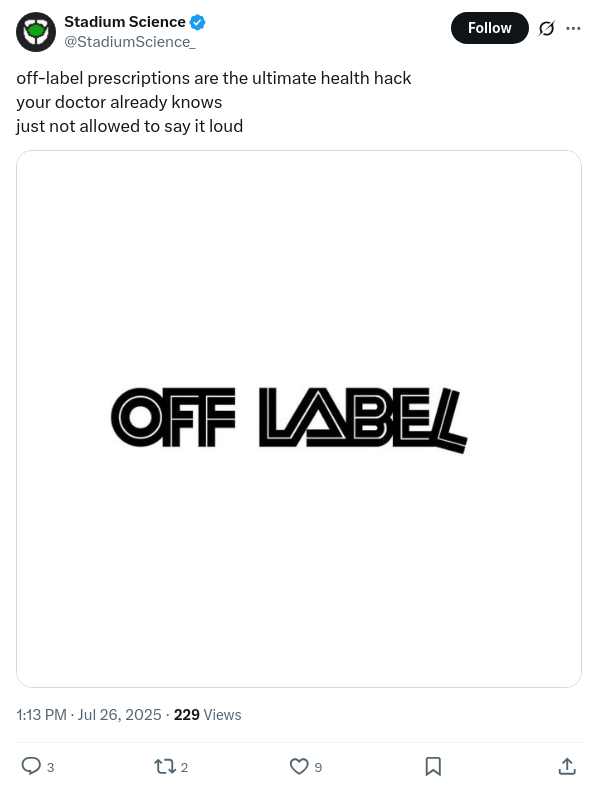 Stadium Science
@StadiumScience_
Follow
off-label prescriptions are the ultimate health hack
your doctor already knows
just not allowed to say it loud
OFF LABEL
1:13 PM · Jul 26, 2025 · 229 Views
3 2 9